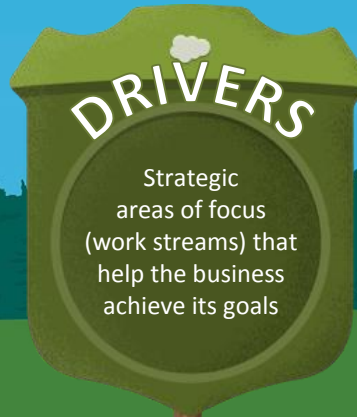 DRIVERS
Strategic
areas of focus
(work streams) that
help the business
achieve its goals